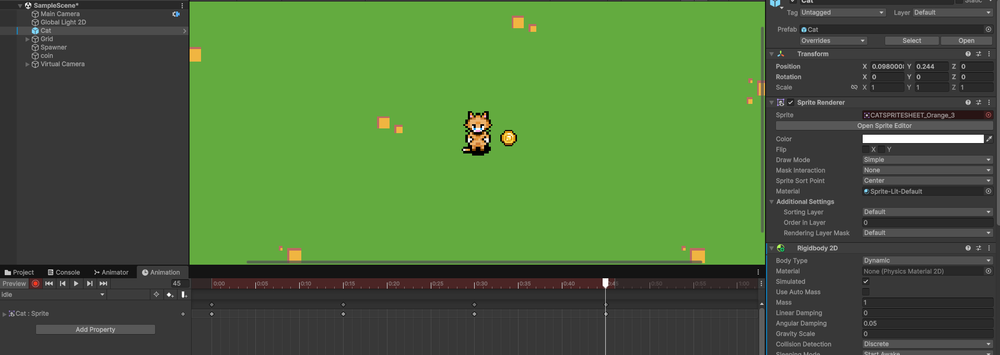 SampleScene*
Main Camera
Global Light 2D
Cat
Grid
Spawner
coin
Virtual Camera
Cat
Static
Tag Untagged Layer Default
Prefab Cat
Overrides Select Open
Transform
Position X 0.0980008 Y 0.244 Z 0
Rotation X 0 Y 0 Z 0
Scale X 1 Y 1 Z 1
Sprite Renderer
Sprite CATSPRITESHEET_Orange_3
Open Sprite Editor
Color
Flip X Y
Draw Mode Simple
Mask Interaction None
Sprite Sort Point Center
Material Sprite-Lit-Default
Additional Settings
Sorting Layer Default
Order in Layer 0
Rendering Layer Mask Default
Rigidbody 2D
Body Type Dynamic
Material None (Physics Material 2D)
Simulated
Use Auto Mass
Mass 1
Linear Damping 0
Angular Damping 0.05
Gravity Scale 0
Collision Detection Discrete
Sleeping Mode Start Awake
Project Console Animator Animation
Preview 45 0:00 0:05 0:10 0:15 0:20 0:25 0:30 0:35 0:40 0:45 0:50 0:55 1:00
idle
Cat : Sprite
Add Property